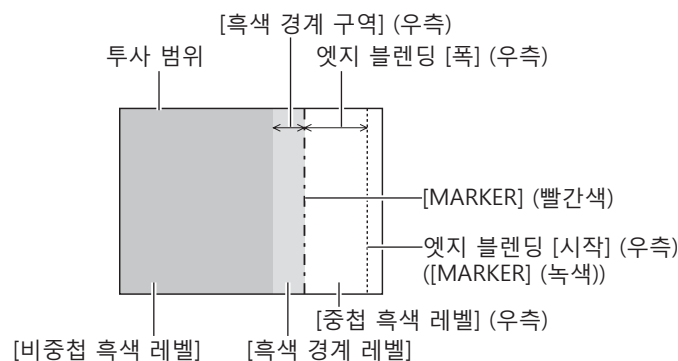 [흑색 경계 구역] (우측)
투사 범위
엣지 블렌딩 [폭] (우측)
[MARKER] (빨간색)
엣지 블렌딩 [시작] (우측)
([MARKER] (녹색))
[중첩 흑색 레벨] (우측)
[비중첩 흑색 레벨]
[흑색 경계 레벨]